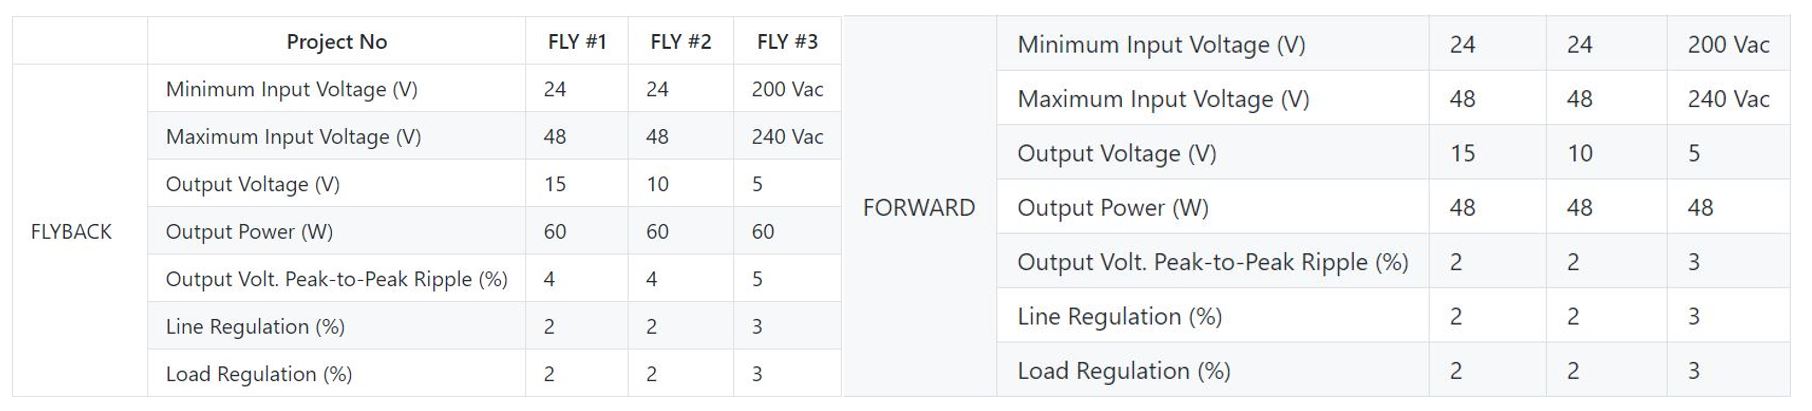 Project No FLY #1 FLY #2 FLY #3
Minimum Input Voltage (V) 24 24 200 Vac
Maximum Input Voltage (V) 48 48 240 Vac
Output Voltage (V) 15 10 5
FLYBACK Output Power (W) 60 60 60
Output Volt. Peak-to-Peak Ripple (%) 4 4 5
Line Regulation (%) 2 2 3
Load Regulation (%) 2 2 3
Minimum Input Voltage (V) 24 24 200 Vac
Maximum Input Voltage (V) 48 48 240 Vac
Output Voltage (V) 15 10 5
FORWARD Output Power (W) 48 48 48
Output Volt. Peak-to-Peak Ripple (%) 2 2 3
Line Regulation (%) 2 2 3
Load Regulation (%) 2 2 3